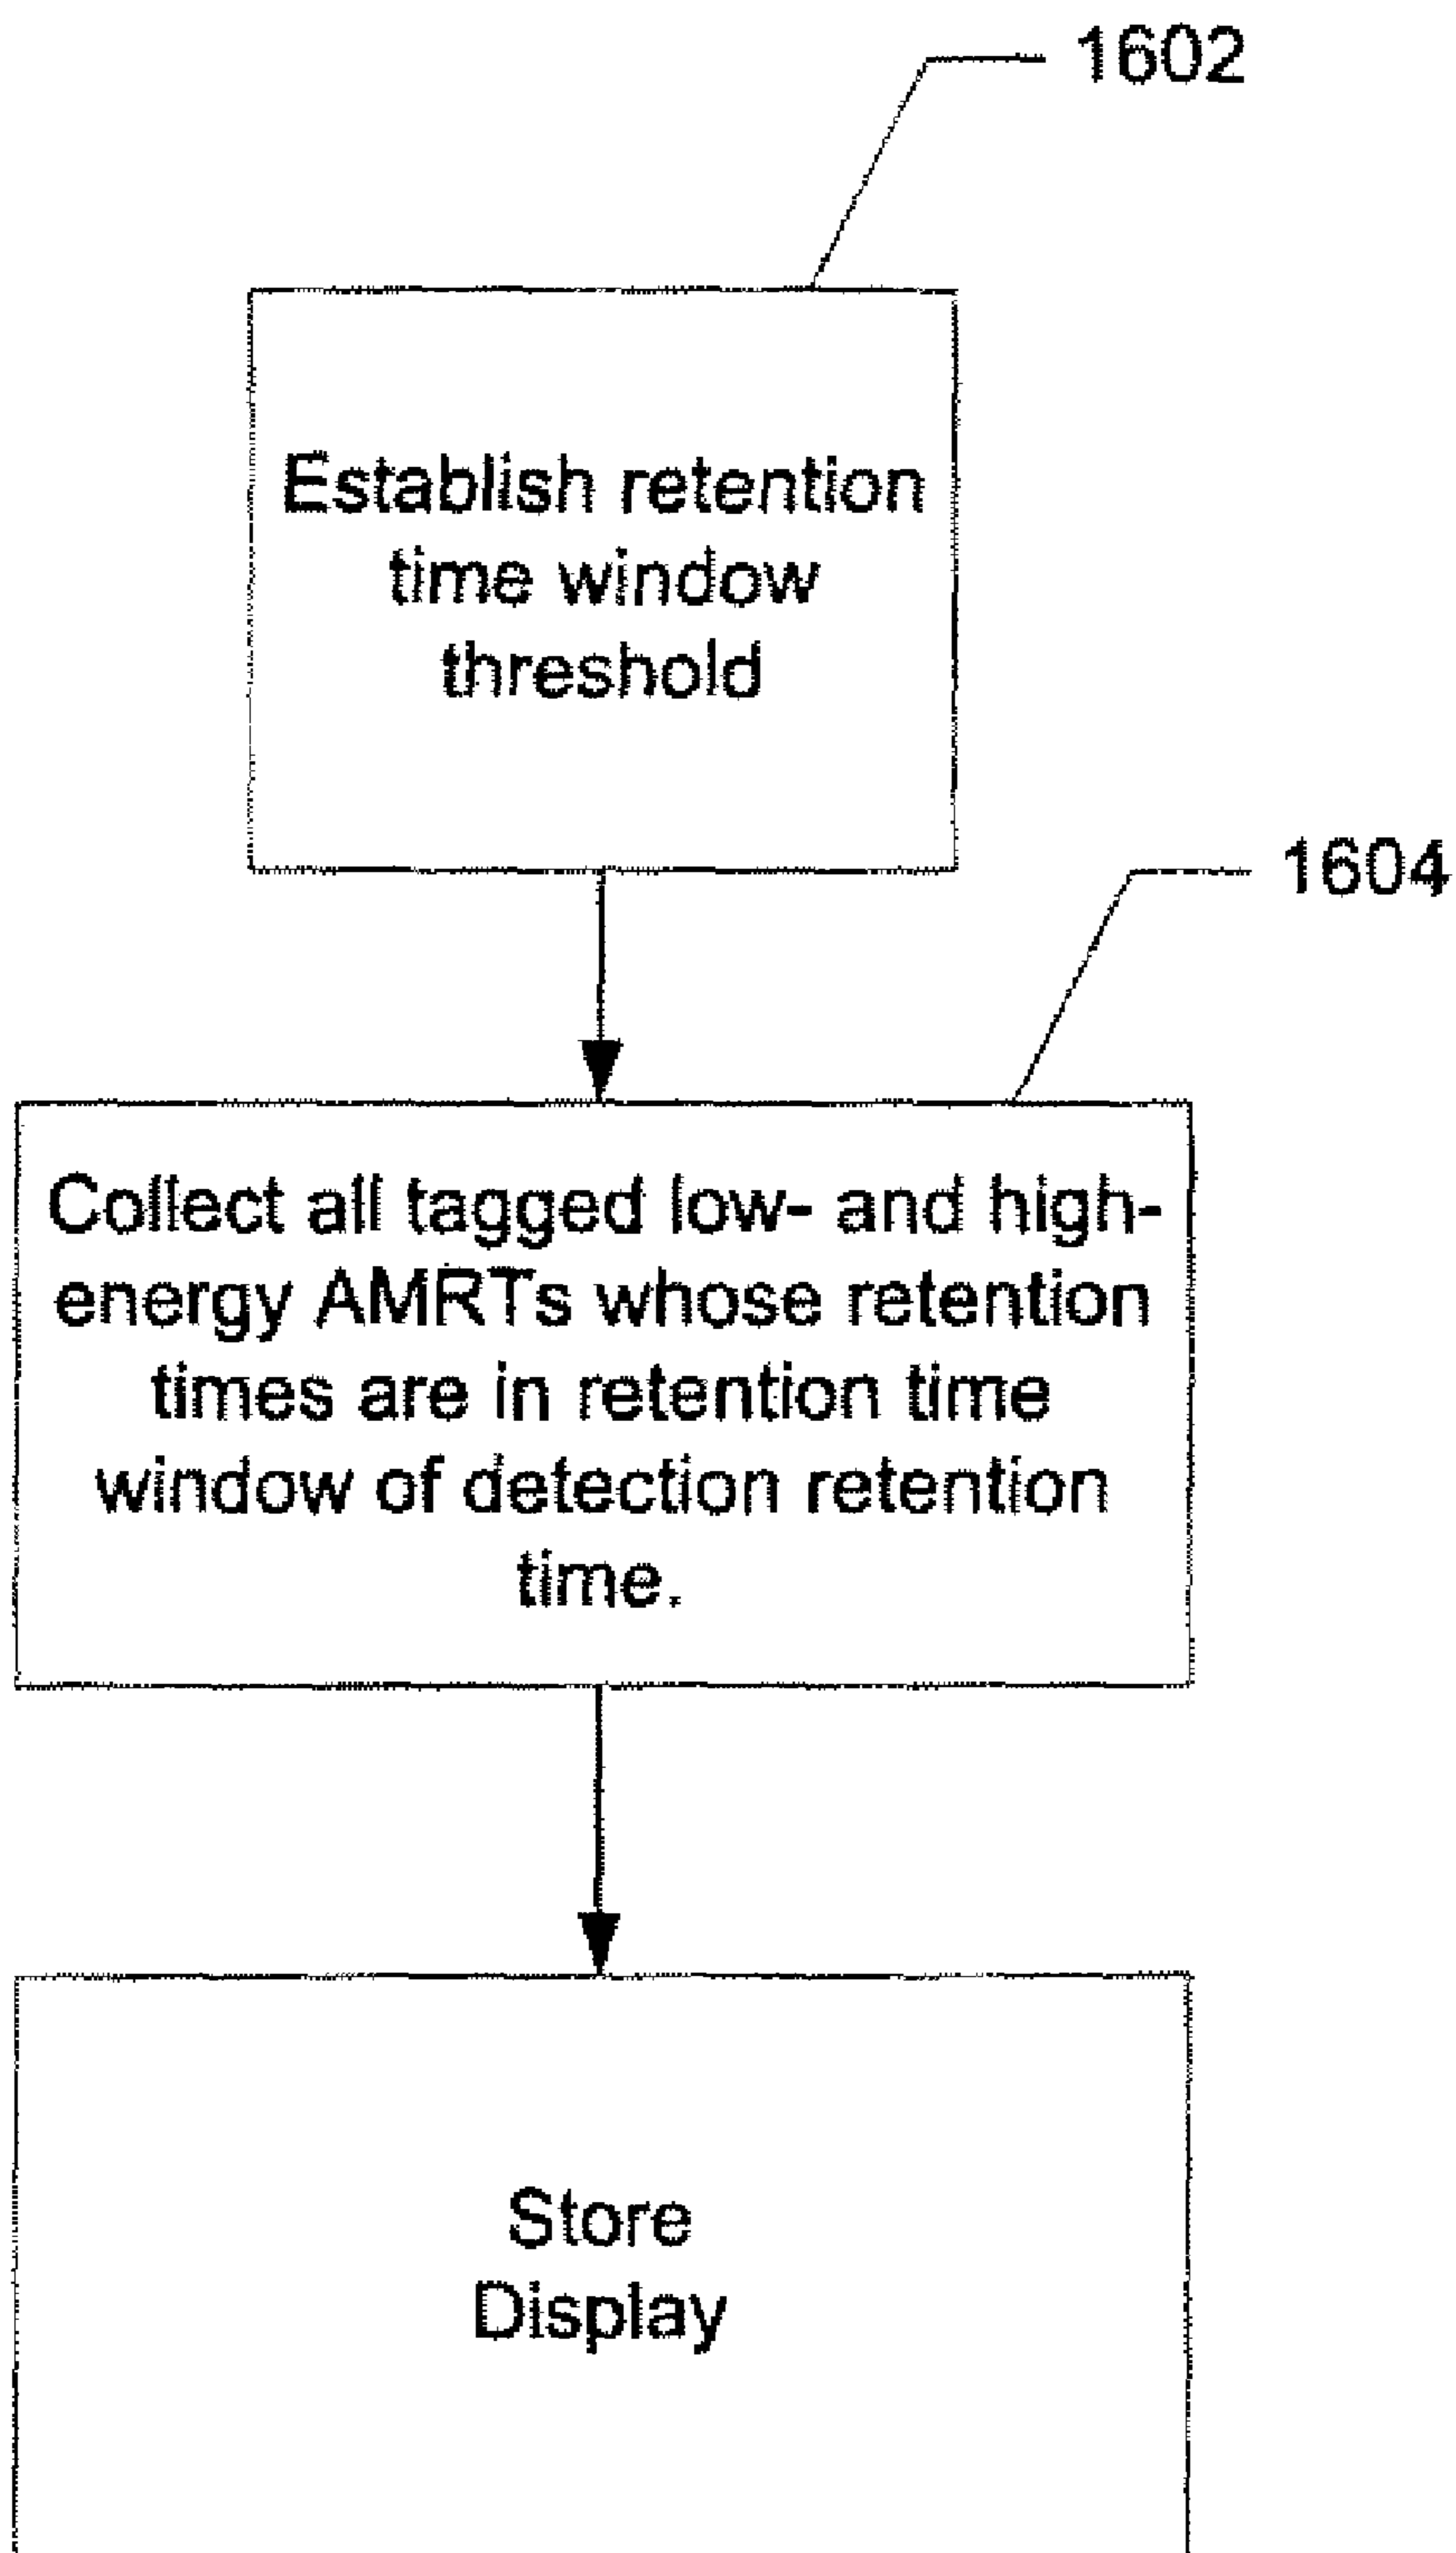 1602
Establish retention
time window
threshold
1604
Collect all tagged low- and high-
energy AMRTs whose retention
times are in retention time
window of detection retention
time.
Store
Display